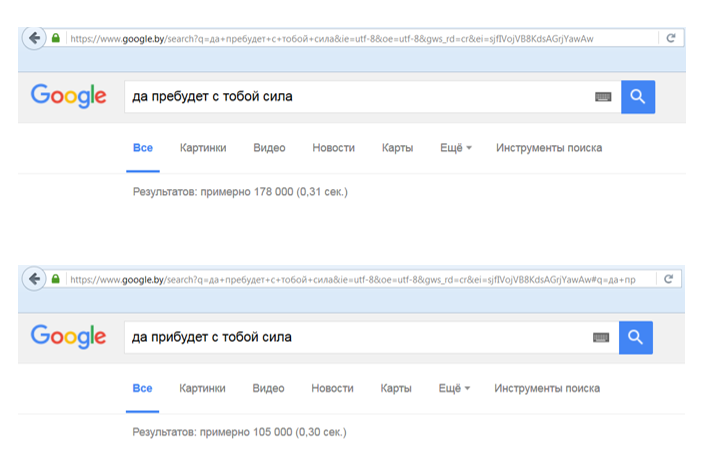 https://www.google.by/search?q=да+пребудет+с+тобой+сила&ie=utf-8&oe=utf-8&gws_rd=cr&ei=sjfIVojVB8KdsAGrjYawAw
Google да пребудет с тобой сила
Все Картинки Видео Новости Карты Ещё Инструменты поиска
Результатов: примерно 178 000 (0,31 сек.)
https://www.google.by/search?q=да+пребудет+с+тобой+сила&ie=utf-8&oe=utf-8&gws_rd=cr&ei=sjfIVojVB8KdsAGrjYawAw#q=да+пр
Google да прибудет с тобой сила
Все Картинки Видео Новости Карты Ещё Инструменты поиска
Результатов: примерно 105 000 (0,30 сек.)